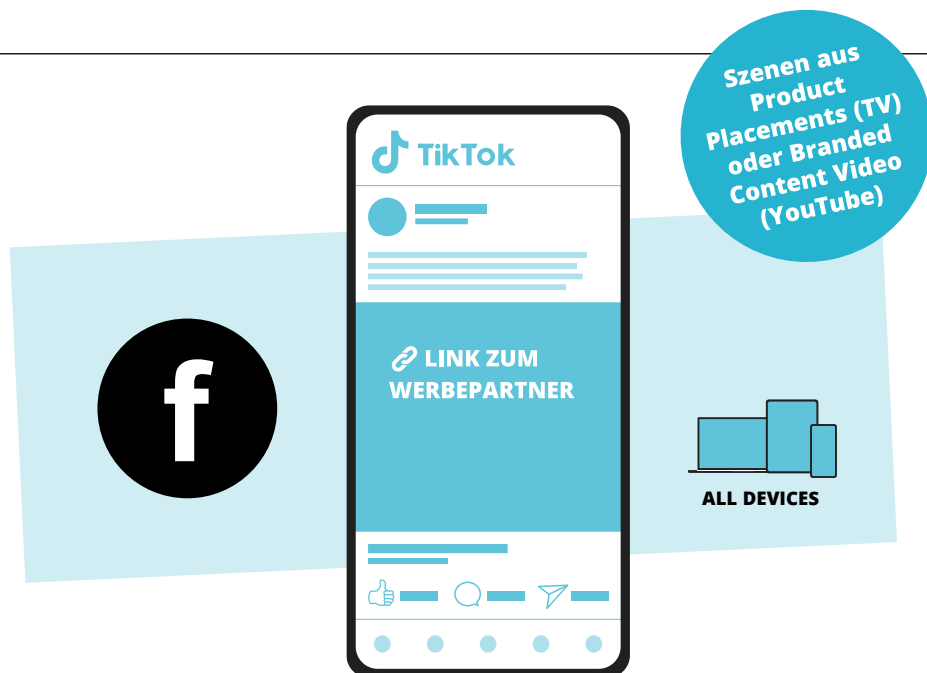 Szenen aus
Product
Placements (TV)
oder Branded
Content Video
(YouTube)
TikTok
f
LINK ZUM
WERBEPARTNER
ALL DEVICES